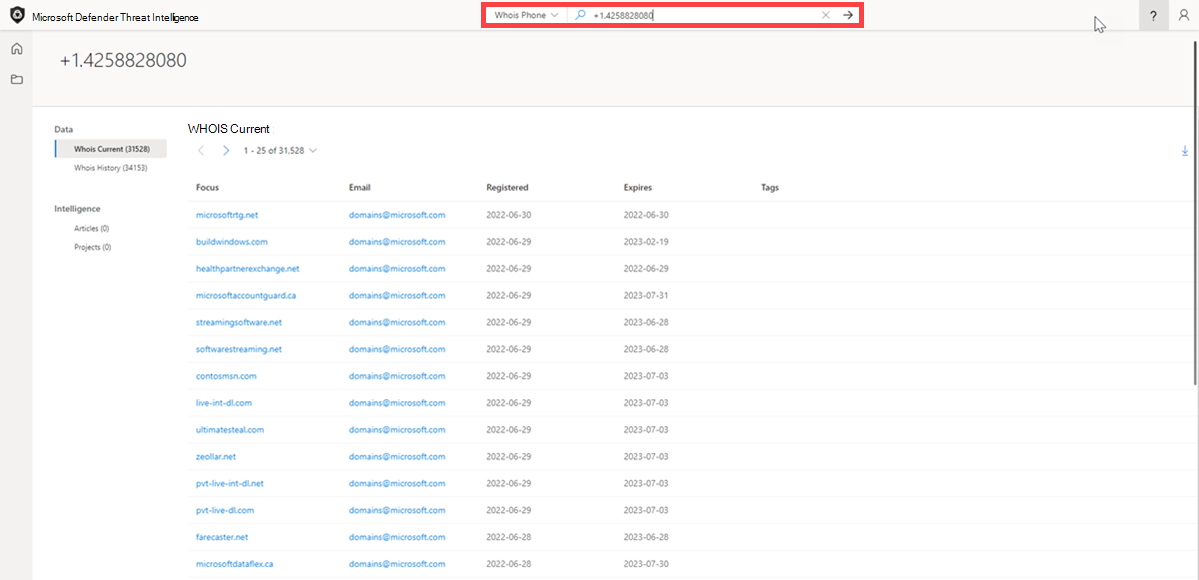 Microsoft Defender Threat Intelligence
Whois Phone +1.4258828080
?
+1.4258828080
Data
Whois Current (31528)
Whois History (34153)
Intelligence
Articles (0)
Projects (0)
WHOIS Current
1 - 25 of 31,528
Focus Email Registered Expires Tags
microsoftrtg.net domains@microsoft.com 2022-06-30 2022-06-30
buildwindows.com domains@microsoft.com 2022-06-29 2023-02-19
healthpartnerexchange.net domains@microsoft.com 2022-06-29 2022-06-29
microsoftaccountguard.ca domains@microsoft.com 2022-06-29 2023-07-31
streamingsoftware.net domains@microsoft.com 2022-06-29 2023-06-28
softwarestreaming.net domains@microsoft.com 2022-06-29 2023-06-28
contosmsn.com domains@microsoft.com 2022-06-29 2023-07-03
live-int-dl.com domains@microsoft.com 2022-06-29 2023-07-03
ultimatesteal.com domains@microsoft.com 2022-06-29 2023-07-03
zeollar.net domains@microsoft.com 2022-06-29 2023-07-03
pvt-live-int-dl.net domains@microsoft.com 2022-06-29 2023-07-03
pvt-live-dl.com domains@microsoft.com 2022-06-29 2023-07-03
farecaster.net domains@microsoft.com 2022-06-28 2023-06-28
microsoftdataflex.ca domains@microsoft.com 2022-06-28 2023-07-30